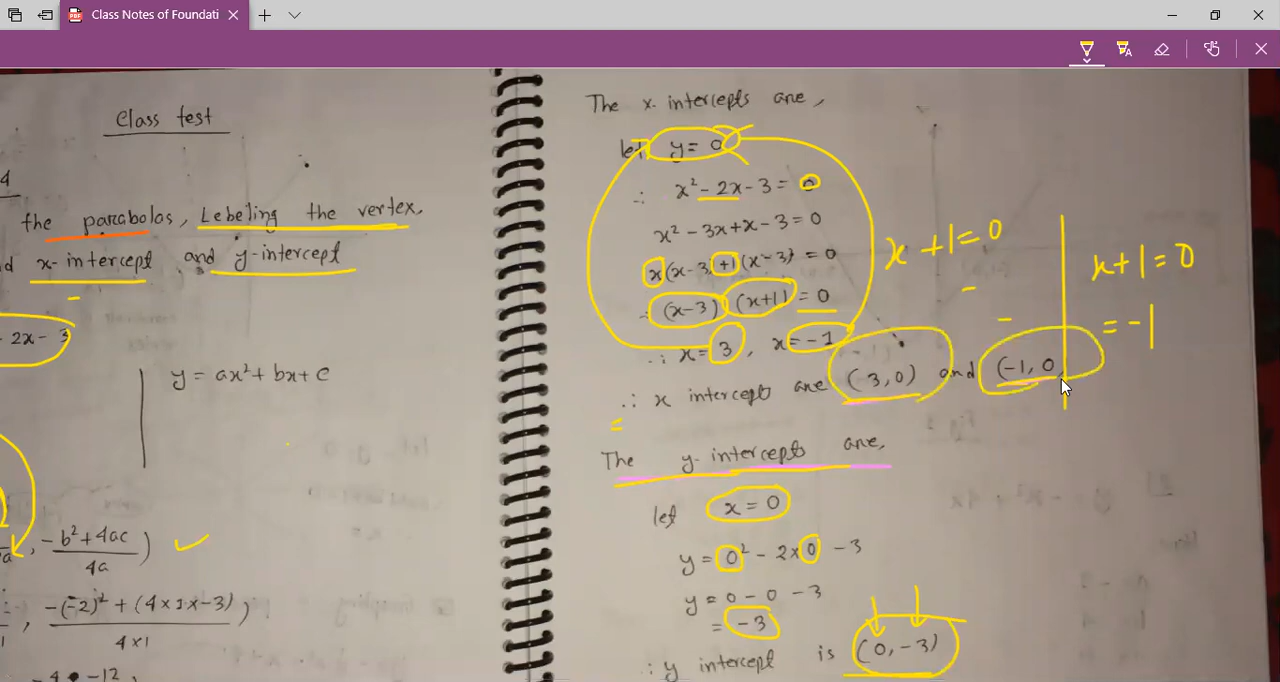 Class Notes of Foundati
Class test
4
the parabolas, Lebeling the vertex,
x-intercept and y-intercept
2x - 3
y = ax² + bx + c
, -b² + 4ac / 4a )
, -(-2)² + (4×1×-3) / 4×1 )
-4 -12,
The x-intercepts are,
let, y = 0
∴ x² - 2x - 3 = 0
x² - 3x + x - 3 = 0
x(x-3) +1(x-3) = 0
(x-3) (x+1) = 0
∴ x = 3, x = -1
∴ x intercept are (3,0) and (-1,0
x + 1 = 0
x + 1 = 0
= -1
The y-intercepts are,
let x = 0
y = 0² - 2×0 - 3
y = 0 - 0 - 3
= -3
∴ y intercept is (0,-3)